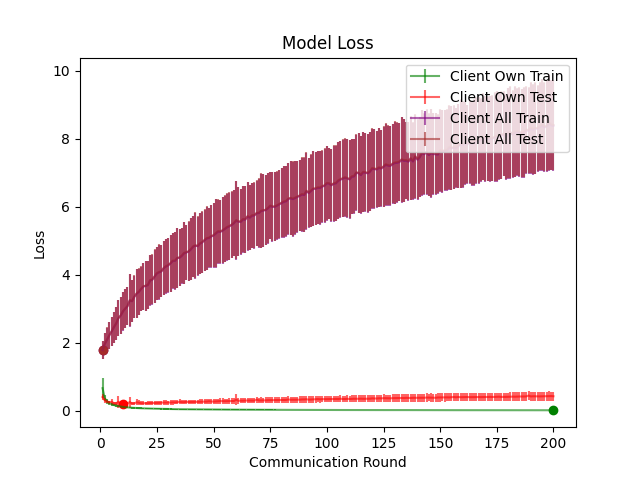 Model Loss
Client Own Train
Client Own Test
Client All Train
Client All Test
Loss
10
8
6
4
2
0
0 25 50 75 100 125 150 175 200
Communication Round